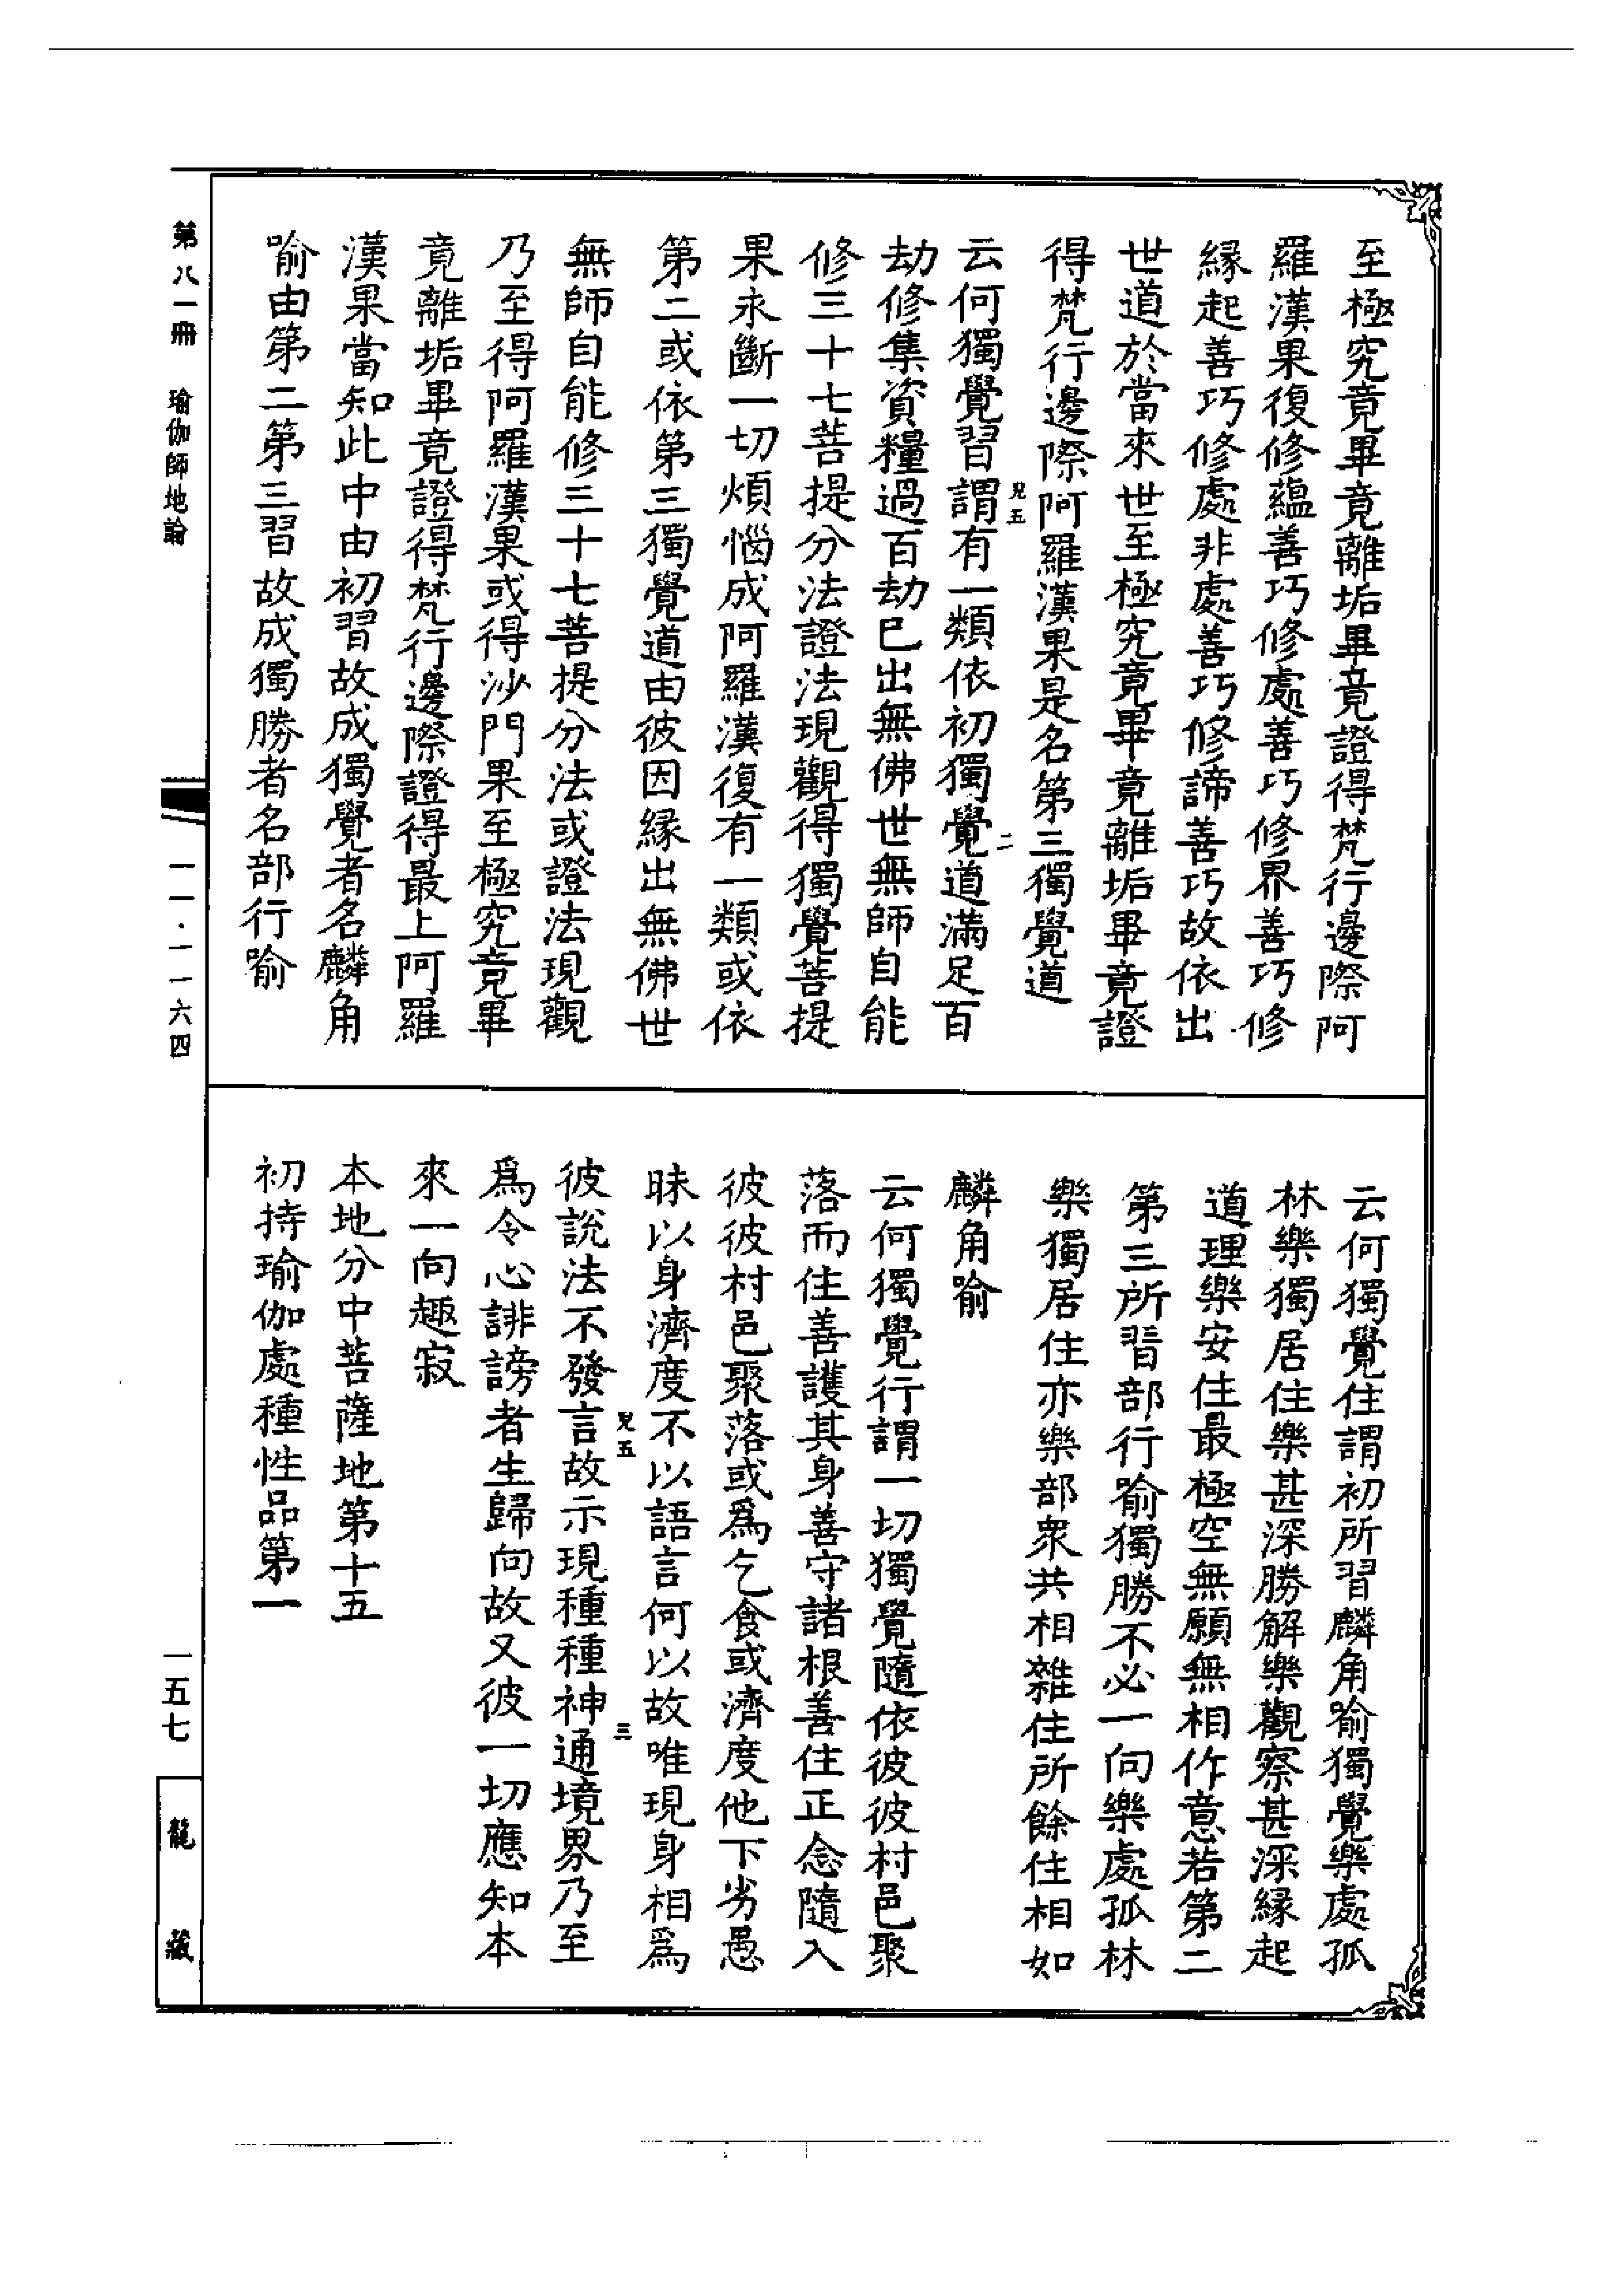 至極究竟畢竟離垢畢竟證得梵行邊際阿
羅漢果復修蘊善巧修處善巧修界善巧修
緣起善巧修處非處善巧修諦善巧故依出
世道於當來世至極究竟畢竟離垢畢竟證
得梵行邊際阿羅漢果是名第三獨覺道
云何獨覺習謂有一類依初獨覺道滿足百
劫修集資糧過百劫巳出無佛世無師自能
修三十七菩提分法證法現觀得獨覺菩提
果永斷一切煩惱成阿羅漢復有一類或依
第二或依第三獨覺道由彼因緣出無佛世
無師自能修三十七菩提分法或證法現觀
乃至得阿羅漢果或得沙門果至極究竟畢
竟離垢畢竟證得梵行邊際證得最上阿羅
漢果當知此中由初習故成獨覺者名麟角
喻由第二第三習故成獨勝者名部行喻
云何獨覺住謂初所習麟角喻獨覺樂處孤
林樂獨居住樂甚深勝解樂觀察甚深緣起
道理樂安住最極空無願無相作意若第二
第三所習部行喻獨勝不必一向樂處孤林
樂獨居住亦樂部衆共相雜住所餘住相如
麟角喻
云何獨覺行謂一切獨覺隨依彼彼村邑聚
落而住善護其身善守諸根善住正念隨入
彼彼村邑聚落或爲乞食或濟度他下劣愚
昧以身濟度不以語言何以故唯現身相爲
彼說法不發言故示現種種神通境界乃至
爲令心誹謗者生歸向故又彼一切應知本
來一向趣寂
本地分中菩薩地第十五
初持瑜伽處種性品第一
皃五
二
皃五
三
第八一冊 瑜伽師地論
一一·一一六四
一五七
龍藏